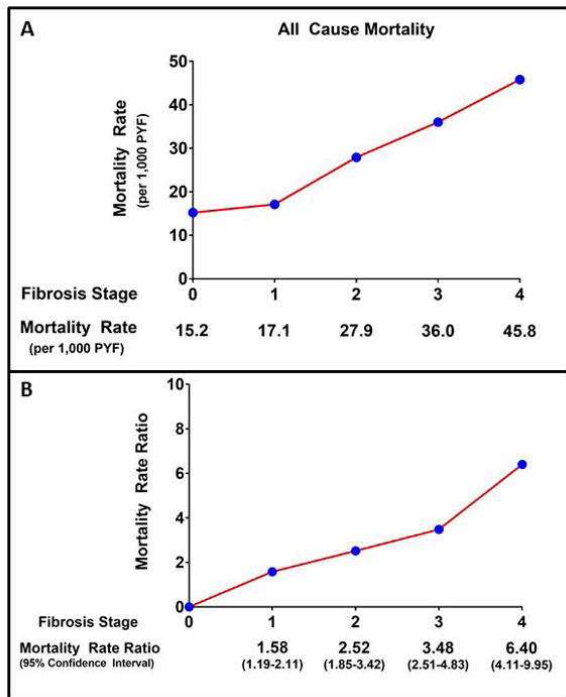 A
All Cause Mortality
Mortality Rate
(per 1,000 PYF)
50
40
30
20
10
0
Fibrosis Stage 0 1 2 3 4
Mortality Rate 15.2 17.1 27.9 36.0 45.8
(per 1,000 PYF)
B
Mortality Rate Ratio
10
8
6
4
2
0
Fibrosis Stage 0 1 2 3 4
Mortality Rate Ratio 1.58 2.52 3.48 6.40
(95% Confidence Interval) (1.19-2.11) (1.85-3.42) (2.51-4.83) (4.11-9.95)